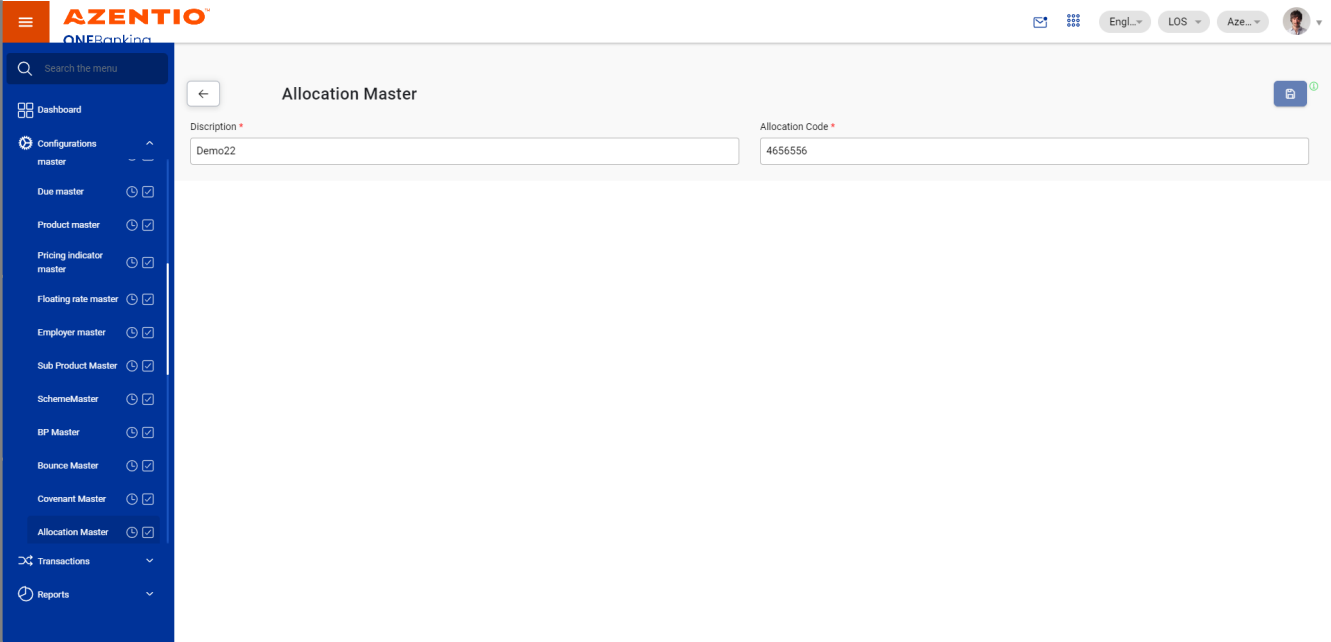 AZENTIO™
ONEBanking
Engl...
LOS
Aze...
Search the menu
Dashboard
Configurations
master
Due master
Product master
Pricing indicator
master
Floating rate master
Employer master
Sub Product Master
SchemeMaster
BP Master
Bounce Master
Covenant Master
Allocation Master
Transactions
Reports
Allocation Master
Discription *
Demo22
Allocation Code *
4656556